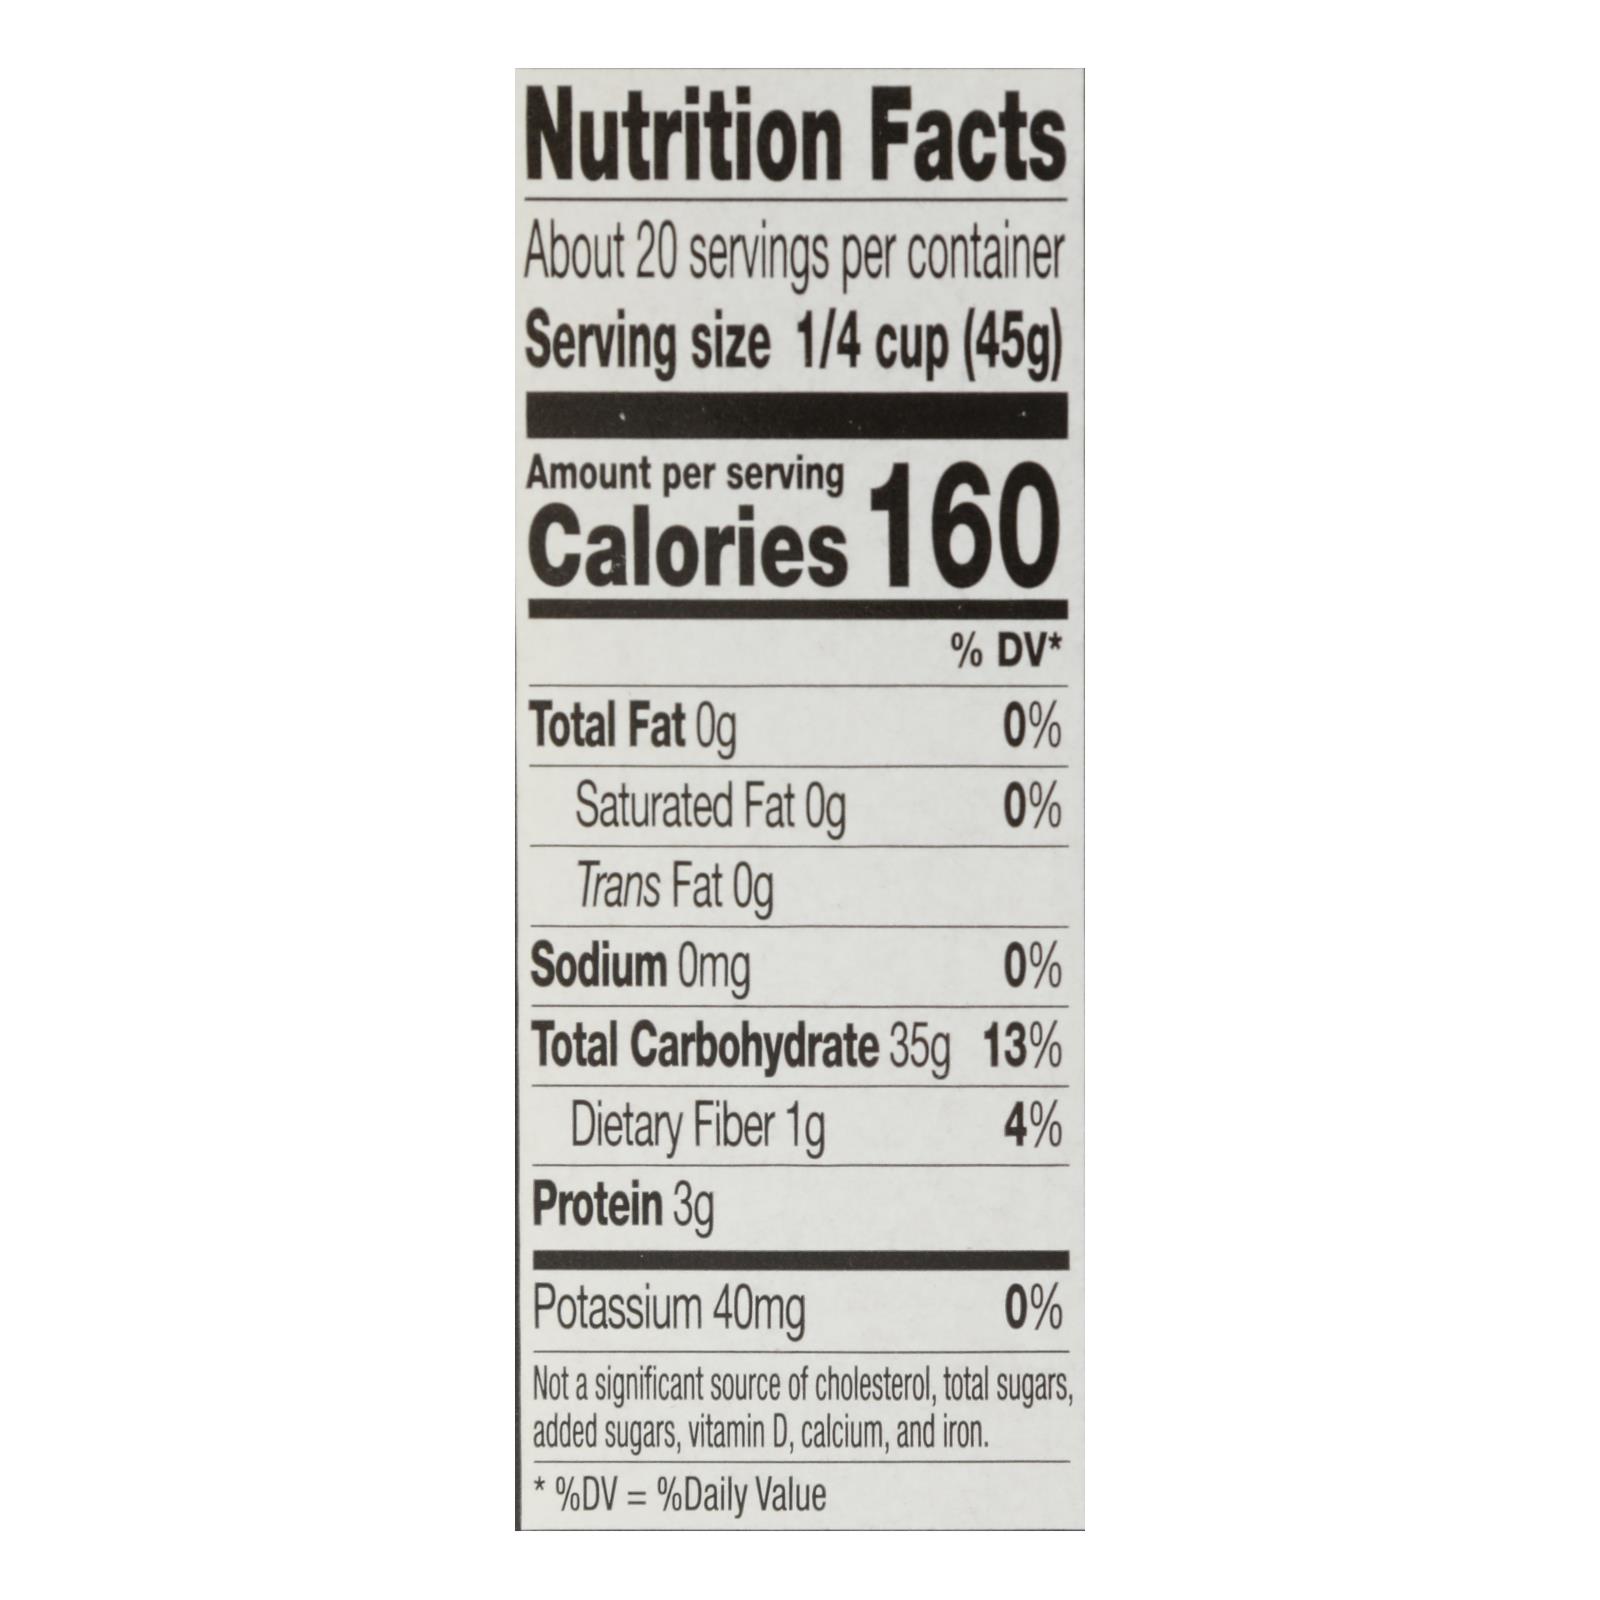 Nutrition Facts
About 20 servings per container
Serving size 1/4 cup (45g)
Amount per serving
Calories 160
% DV*
Total Fat 0g 0%
Saturated Fat 0g 0%
Trans Fat 0g
Sodium 0mg 0%
Total Carbohydrate 35g 13%
Dietary Fiber 1g 4%
Protein 3g
Potassium 40mg 0%
Not a significant source of cholesterol, total sugars,
added sugars, vitamin D, calcium, and iron.
* %DV = %Daily Value